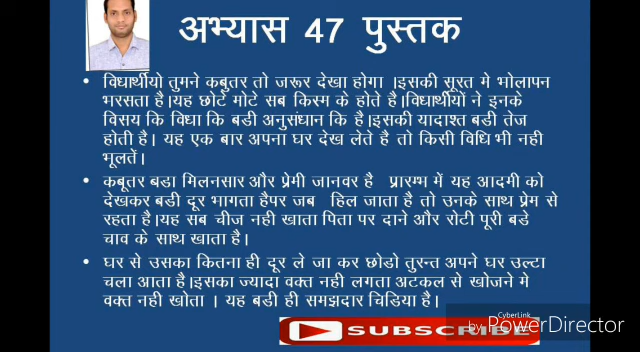 अभ्यास 47 पुस्तक
• विधार्थीयो तुमने कबुतर तो जरूर देखा होगा ।इसकी सूरत मे भोलापन
भरसता है।यह छोटे मोटे सब किस्म के होते है।विधार्थीयों ने इनके
विसय कि विधा कि बडी अनुसंधान कि है।इसकी यादाश्त बडी तेज
होती है। यह एक बार अपना घर देख लेते है तो किसी विधि भी नही
भूलतें।
• कबूतर बडा मिलनसार और प्रेमी जानवर है प्रारम्भ में यह आदमी को
देखकर बडी दूर भागता हैपर जब हिल जाता है तो उनके साथ प्रेम से
रहता है।यह सब चीज नही खाता पिता पर दाने और रोटी पूरी बडे
चाव के साथ खाता है।
• घर से उसका कितना ही दूर ले जा कर छोडो तुरन्त अपने घर उल्टा
चला आता है।इसका ज्यादा वक्त नही लगता अटकल से खोजने मे
वक्त नही खोता । यह बडी ही समझदार चिडिया है।
SUBSCRIBE
CyberLink
by PowerDirector